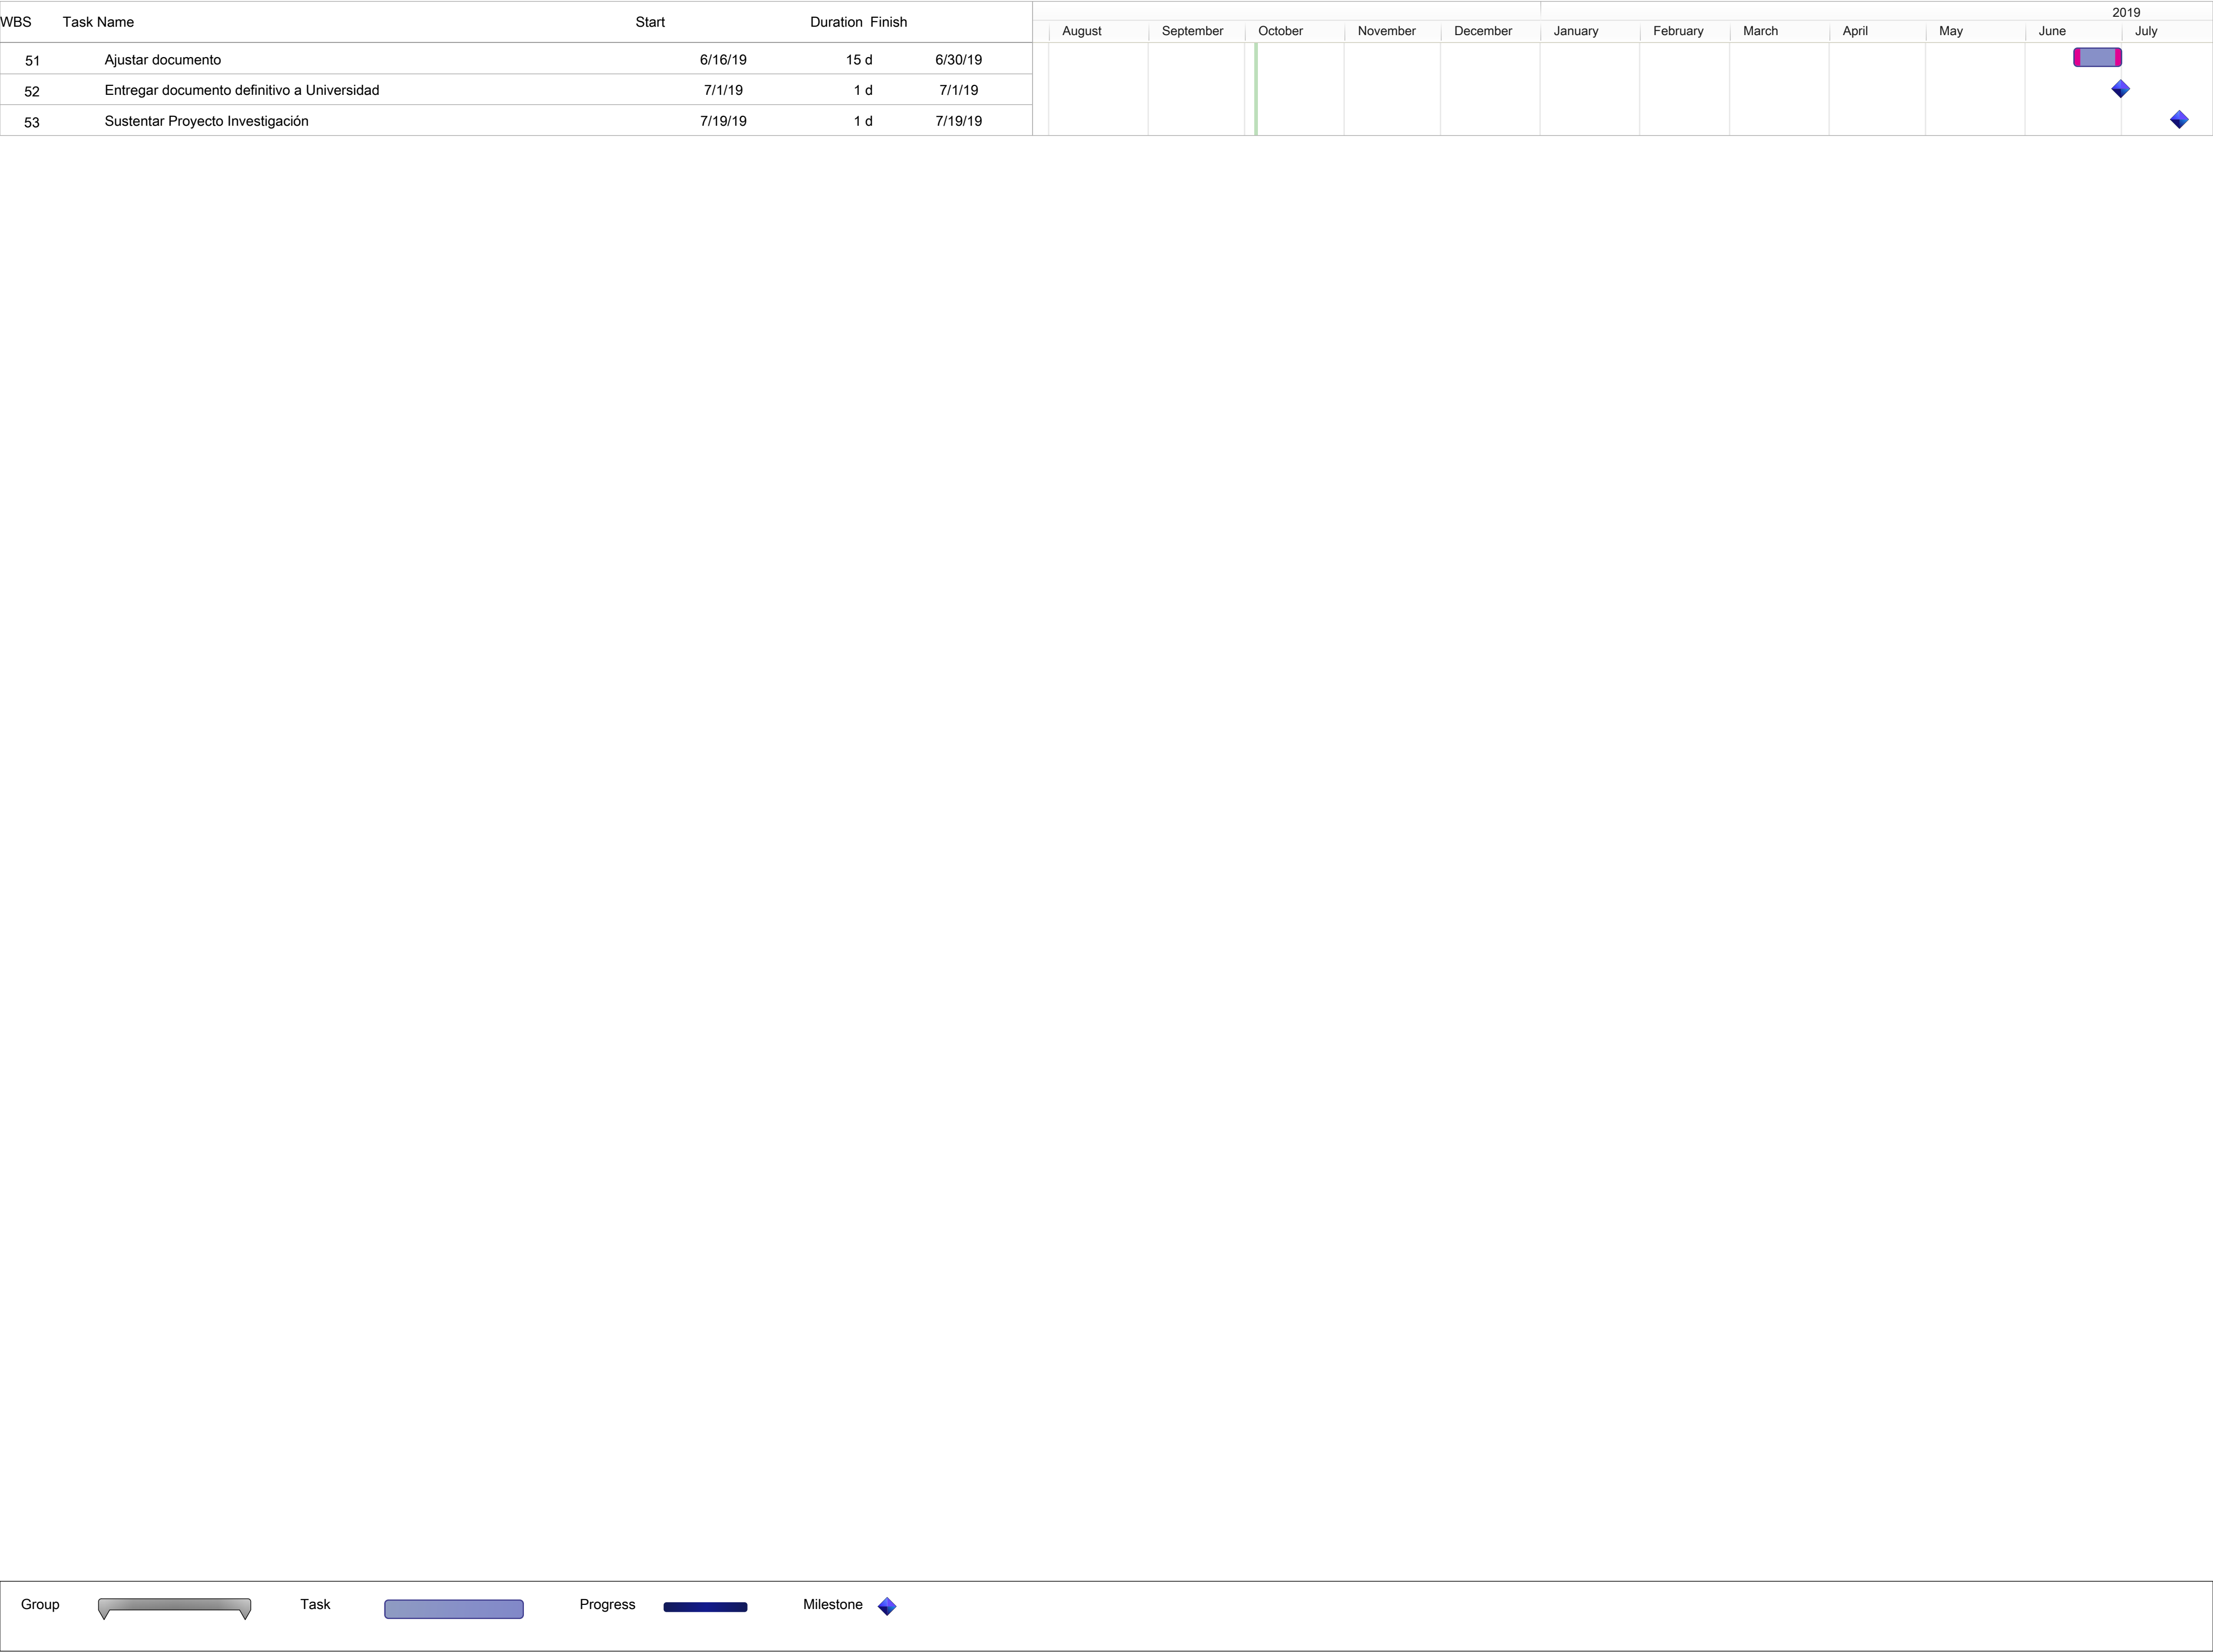 2019
WBS Task Name Start Duration Finish
August September October November December January February March April May June July
51 Ajustar documento 6/16/19 15 d 6/30/19
52 Entregar documento definitivo a Universidad 7/1/19 1 d 7/1/19
53 Sustentar Proyecto Investigación 7/19/19 1 d 7/19/19
Group Task Progress Milestone